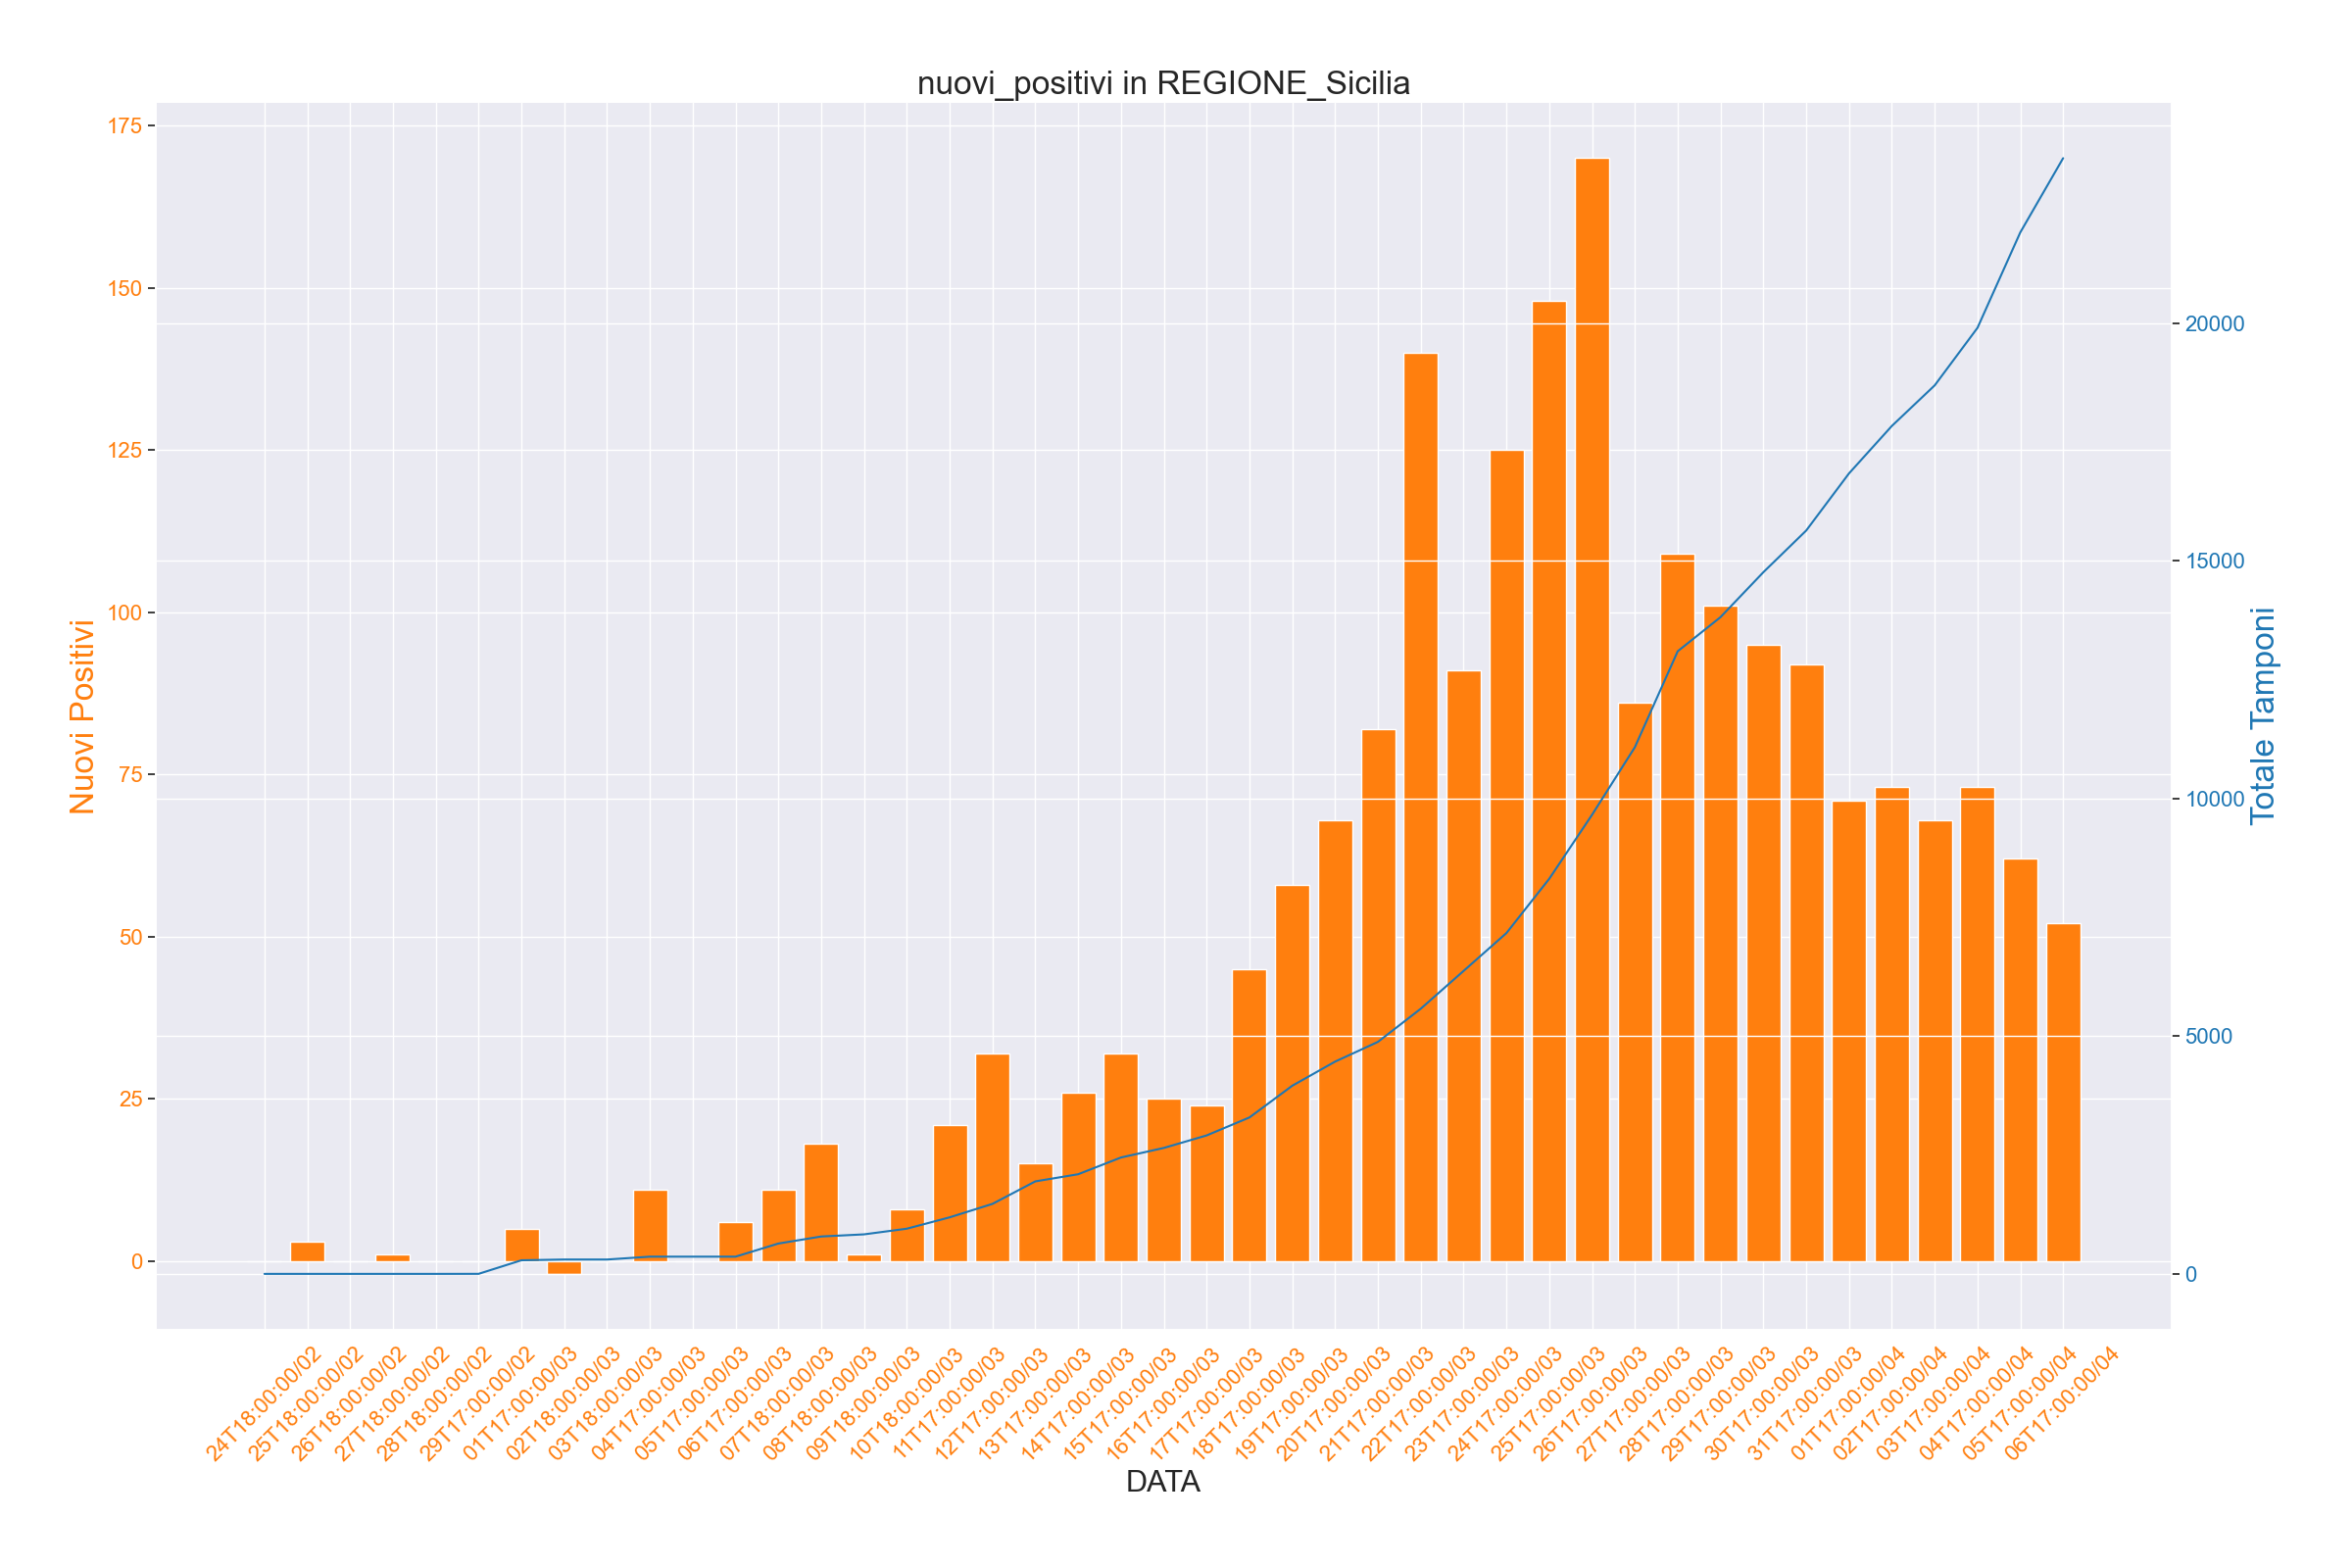 nuovi_positivi in REGIONE_Sicilia
175
150
125
100
75
50
25
0
Nuovi Positivi
20000
15000
10000
5000
0
Totale Tamponi
24T18:00:00/02
25T18:00:00/02
26T18:00:00/02
27T18:00:00/02
28T18:00:00/02
29T17:00:00/02
01T17:00:00/03
02T18:00:00/03
03T18:00:00/03
04T17:00:00/03
05T17:00:00/03
06T17:00:00/03
07T18:00:00/03
08T18:00:00/03
09T18:00:00/03
10T18:00:00/03
11T17:00:00/03
12T17:00:00/03
13T17:00:00/03
14T17:00:00/03
15T17:00:00/03
16T17:00:00/03
17T17:00:00/03
18T17:00:00/03
19T17:00:00/03
20T17:00:00/03
21T17:00:00/03
22T17:00:00/03
23T17:00:00/03
24T17:00:00/03
25T17:00:00/03
26T17:00:00/03
27T17:00:00/03
28T17:00:00/03
29T17:00:00/03
30T17:00:00/03
31T17:00:00/03
01T17:00:00/04
02T17:00:00/04
03T17:00:00/04
04T17:00:00/04
05T17:00:00/04
06T17:00:00/04
DATA